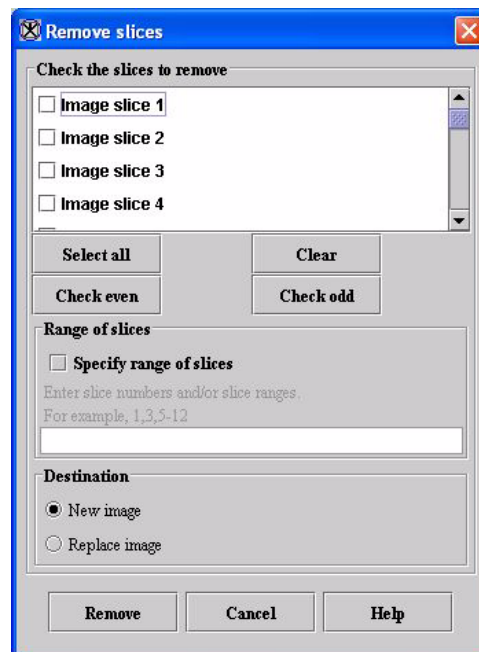 Remove slices
Check the slices to remove
Image slice 1
Image slice 2
Image slice 3
Image slice 4
Select all Clear
Check even Check odd
Range of slices
Specify range of slices
Enter slice numbers and/or slice ranges.
For example, 1,3,5-12
Destination
New image
Replace image
Remove Cancel Help